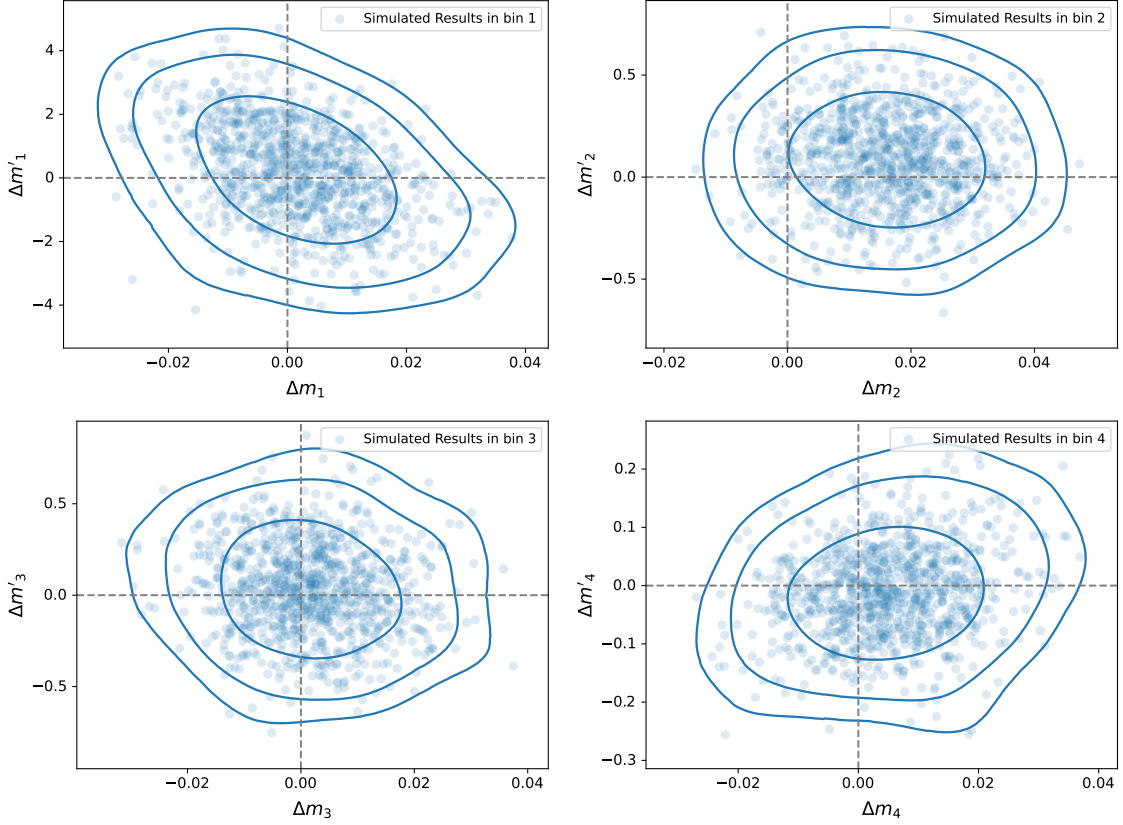 Simulated Results in bin 1
4
2
0
−2
−4
Δm′₁
−0.02 0.00 0.02 0.04
Δm₁
Simulated Results in bin 2
0.5
0.0
−0.5
Δm′₂
−0.02 0.00 0.02 0.04
Δm₂
Simulated Results in bin 3
0.5
0.0
−0.5
Δm′₃
−0.02 0.00 0.02 0.04
Δm₃
Simulated Results in bin 4
0.2
0.1
0.0
−0.1
−0.2
−0.3
Δm′₄
−0.02 0.00 0.02 0.04
Δm₄